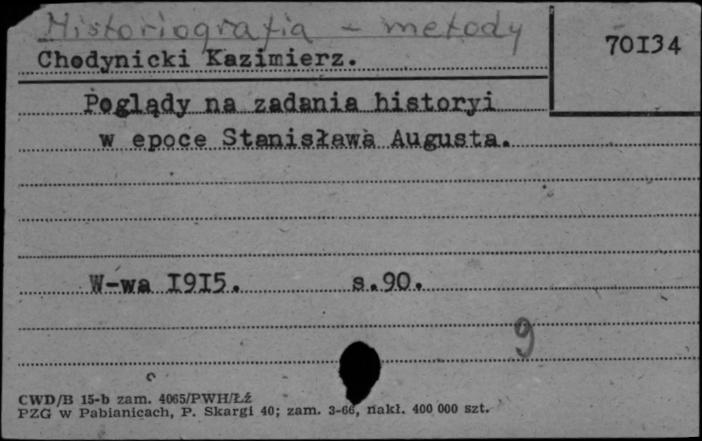 Historiografia - metody
70134
Chodynicki Kazimierz.
Poglądy na zadania historyi
w epoce Stanisława Augusta.
W-wa 1915. s.90.
9
CWD/B 15-b zam. 4065/PWH/Łź
PZG w Pabianicach, P. Skargi 40; zam. 3-66, nakł. 400 000 szt.